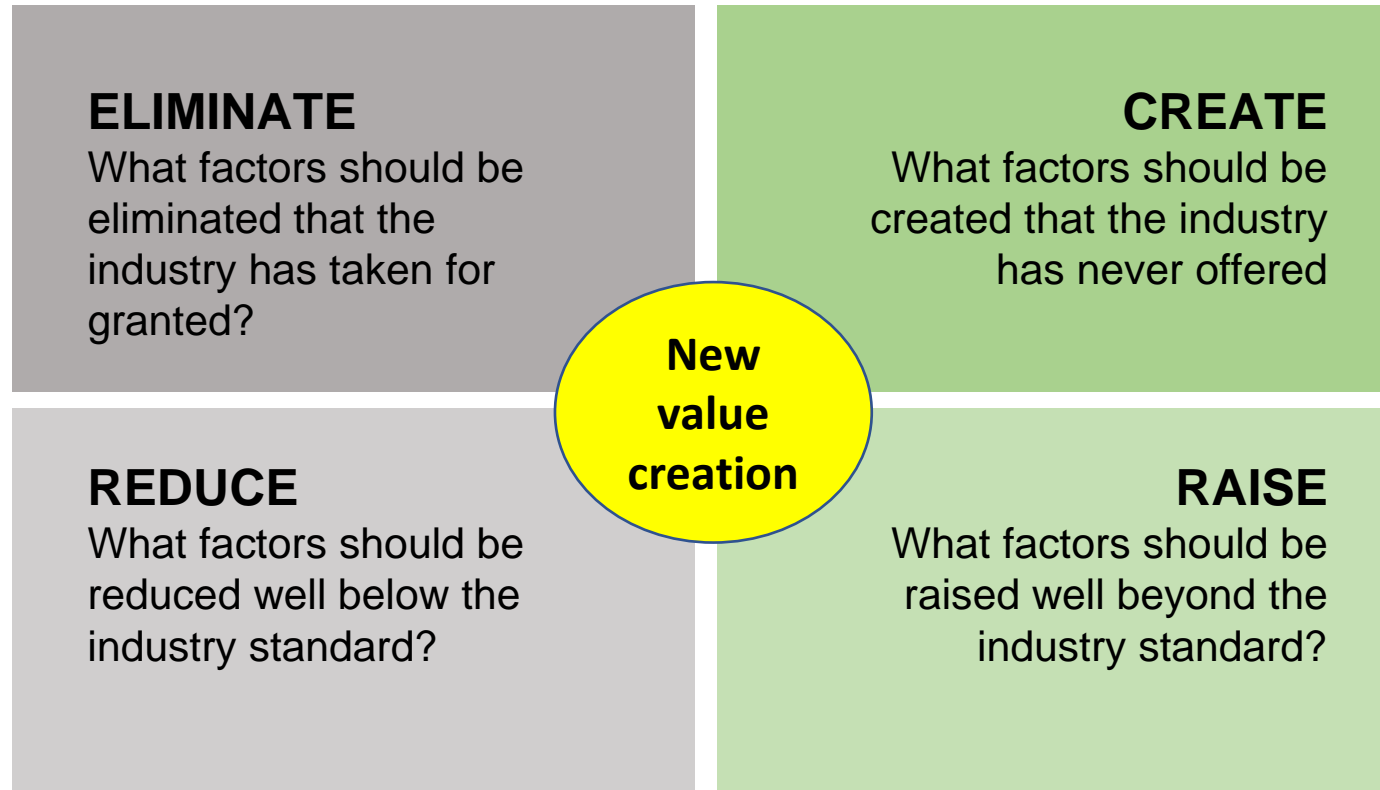 ELIMINATE
What factors should be
eliminated that the
industry has taken for
granted?
CREATE
What factors should be
created that the industry
has never offered
New
value
creation
REDUCE
What factors should be
reduced well below the
industry standard?
RAISE
What factors should be
raised well beyond the
industry standard?